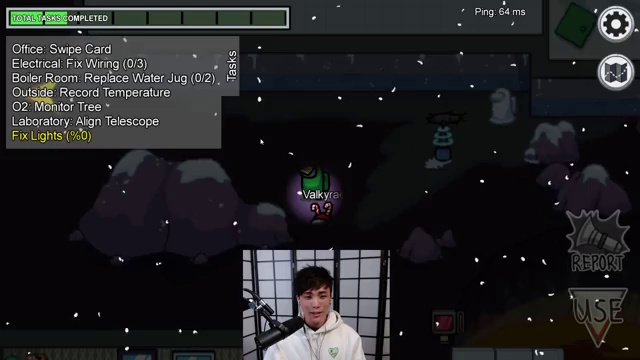 TOTAL TASKS COMPLETED
Ping: 64 ms
Office: Swipe Card
Electrical: Fix Wiring (0/3)
Boiler Room: Replace Water Jug (0/2)
Outside: Record Temperature
O2: Monitor Tree
Laboratory: Align Telescope
Fix Lights (%0)
Tasks
Valkyrae
REPORT
USE